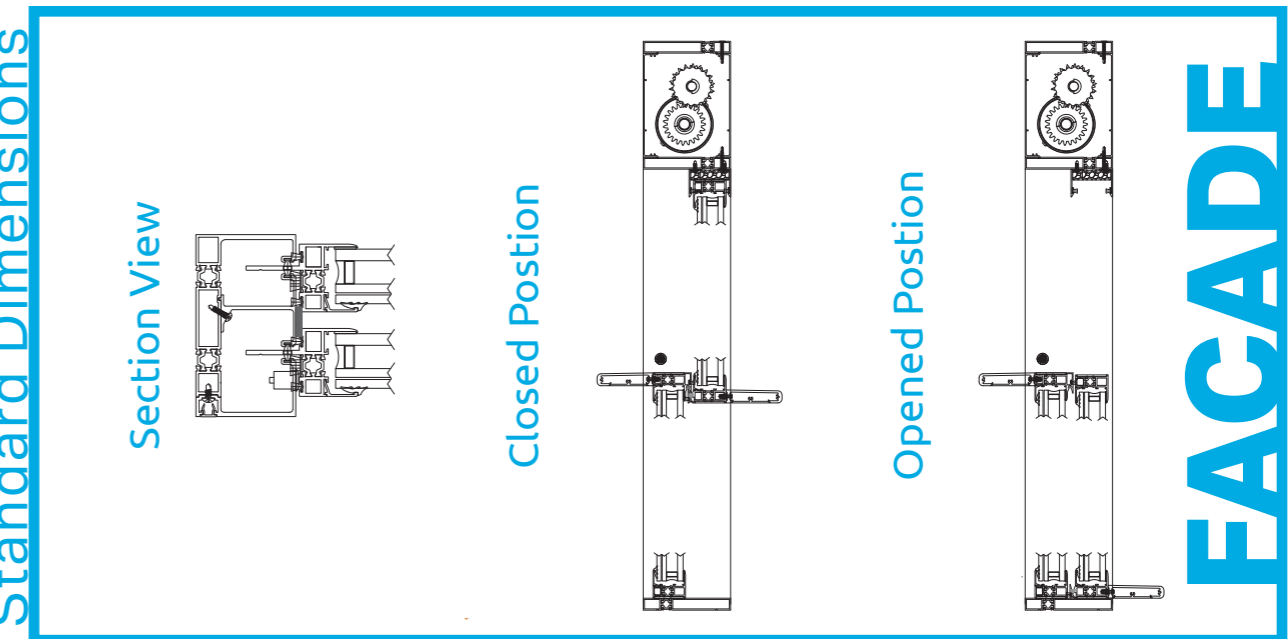 Standard Dimensions
Section View
Closed Postion
Opened Postion
FACADE